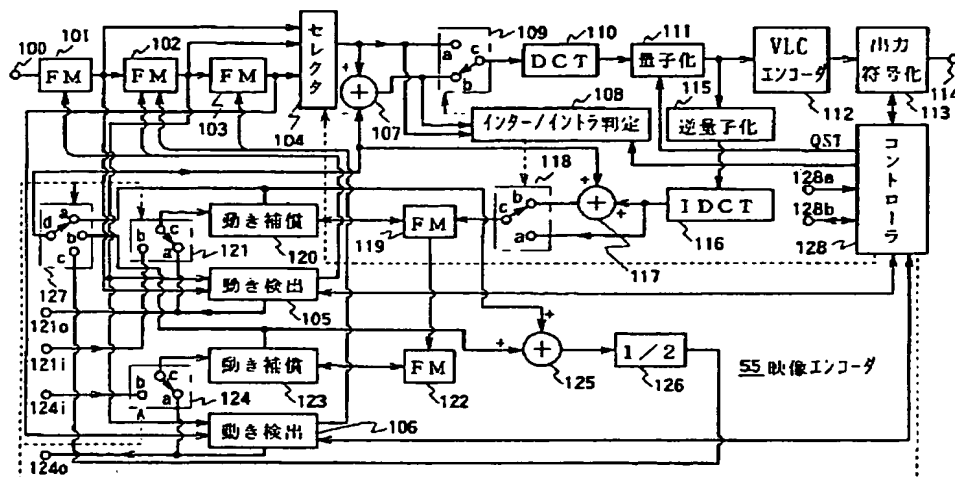 100
101
FM
102
FM
FM
103
セレクタ
104
+
107
109
a
c
b
110
DCT
111
量子化
VLC
エンコーダ
112
出力
符号化
113
114
108
インター/イントラ判定
115
逆量子化
QST
128a
128b
128
コントローラ
118
b
c
a
+
+
117
IDCT
116
FM
119
d
a
b
c
127
b
c
a
121
動き補償
120
動き検出
105
121o
121i
124i
124o
b
c
a
A
124
動き補償
123
動き検出
106
FM
122
+
+
125
1/2
126
55 映像エンコーダ